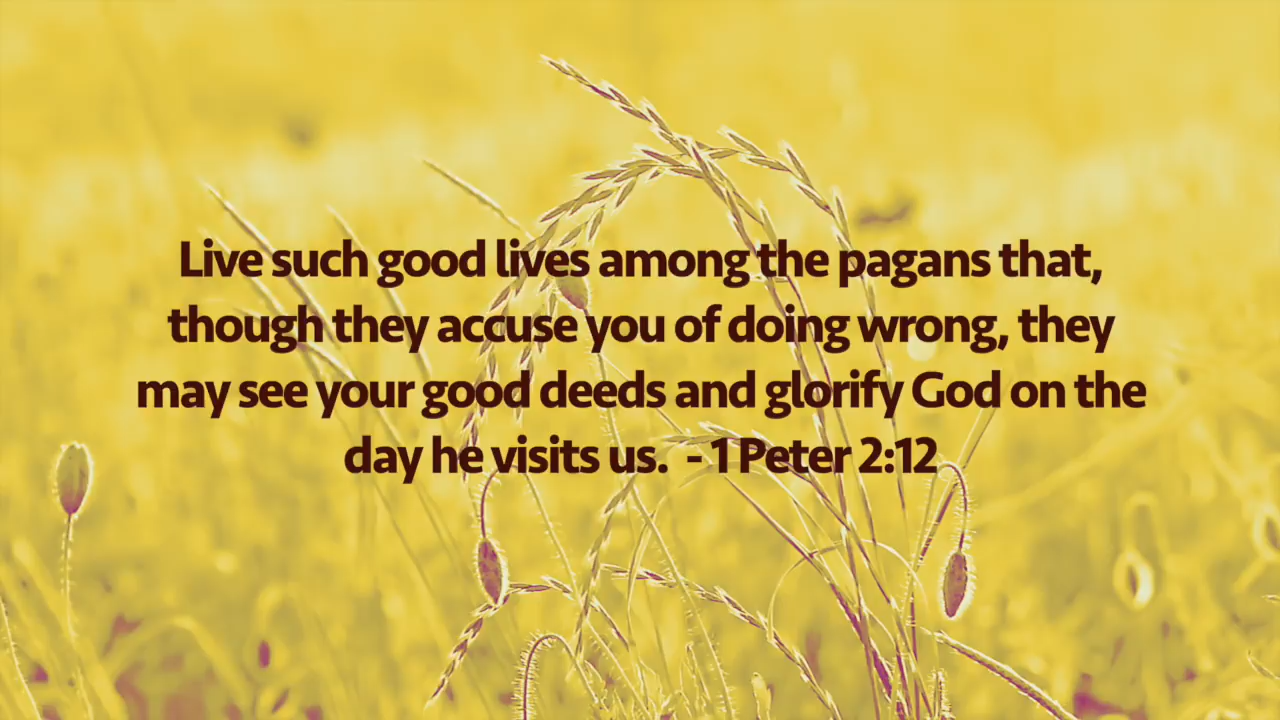 Live such good lives among the pagans that,
though they accuse you of doing wrong, they
may see your good deeds and glorify God on the
day he visits us.  - 1 Peter 2:12